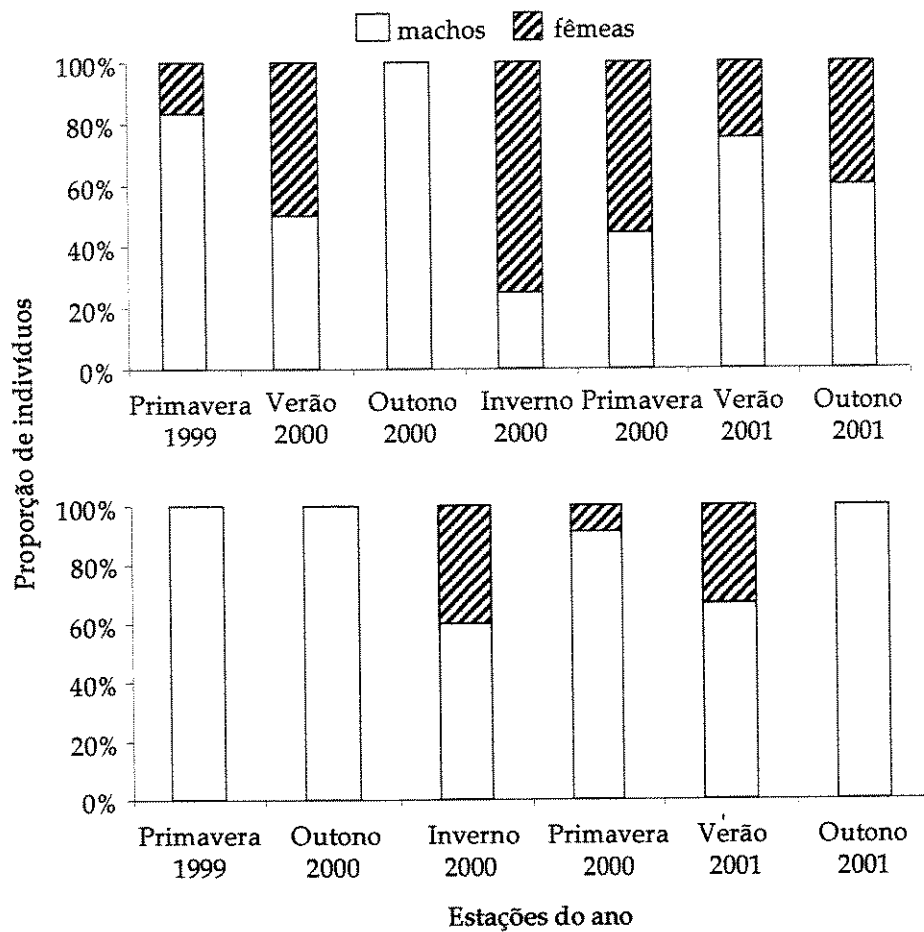 machos fêmeas
Proporção de indivíduos
100%
80%
60%
40%
20%
0%
Primavera Verão Outono Inverno Primavera Verão Outono
1999 2000 2000 2000 2000 2001 2001
100%
80%
60%
40%
20%
0%
Primavera Outono Inverno Primavera Verão Outono
1999 2000 2000 2000 2001 2001
Estações do ano